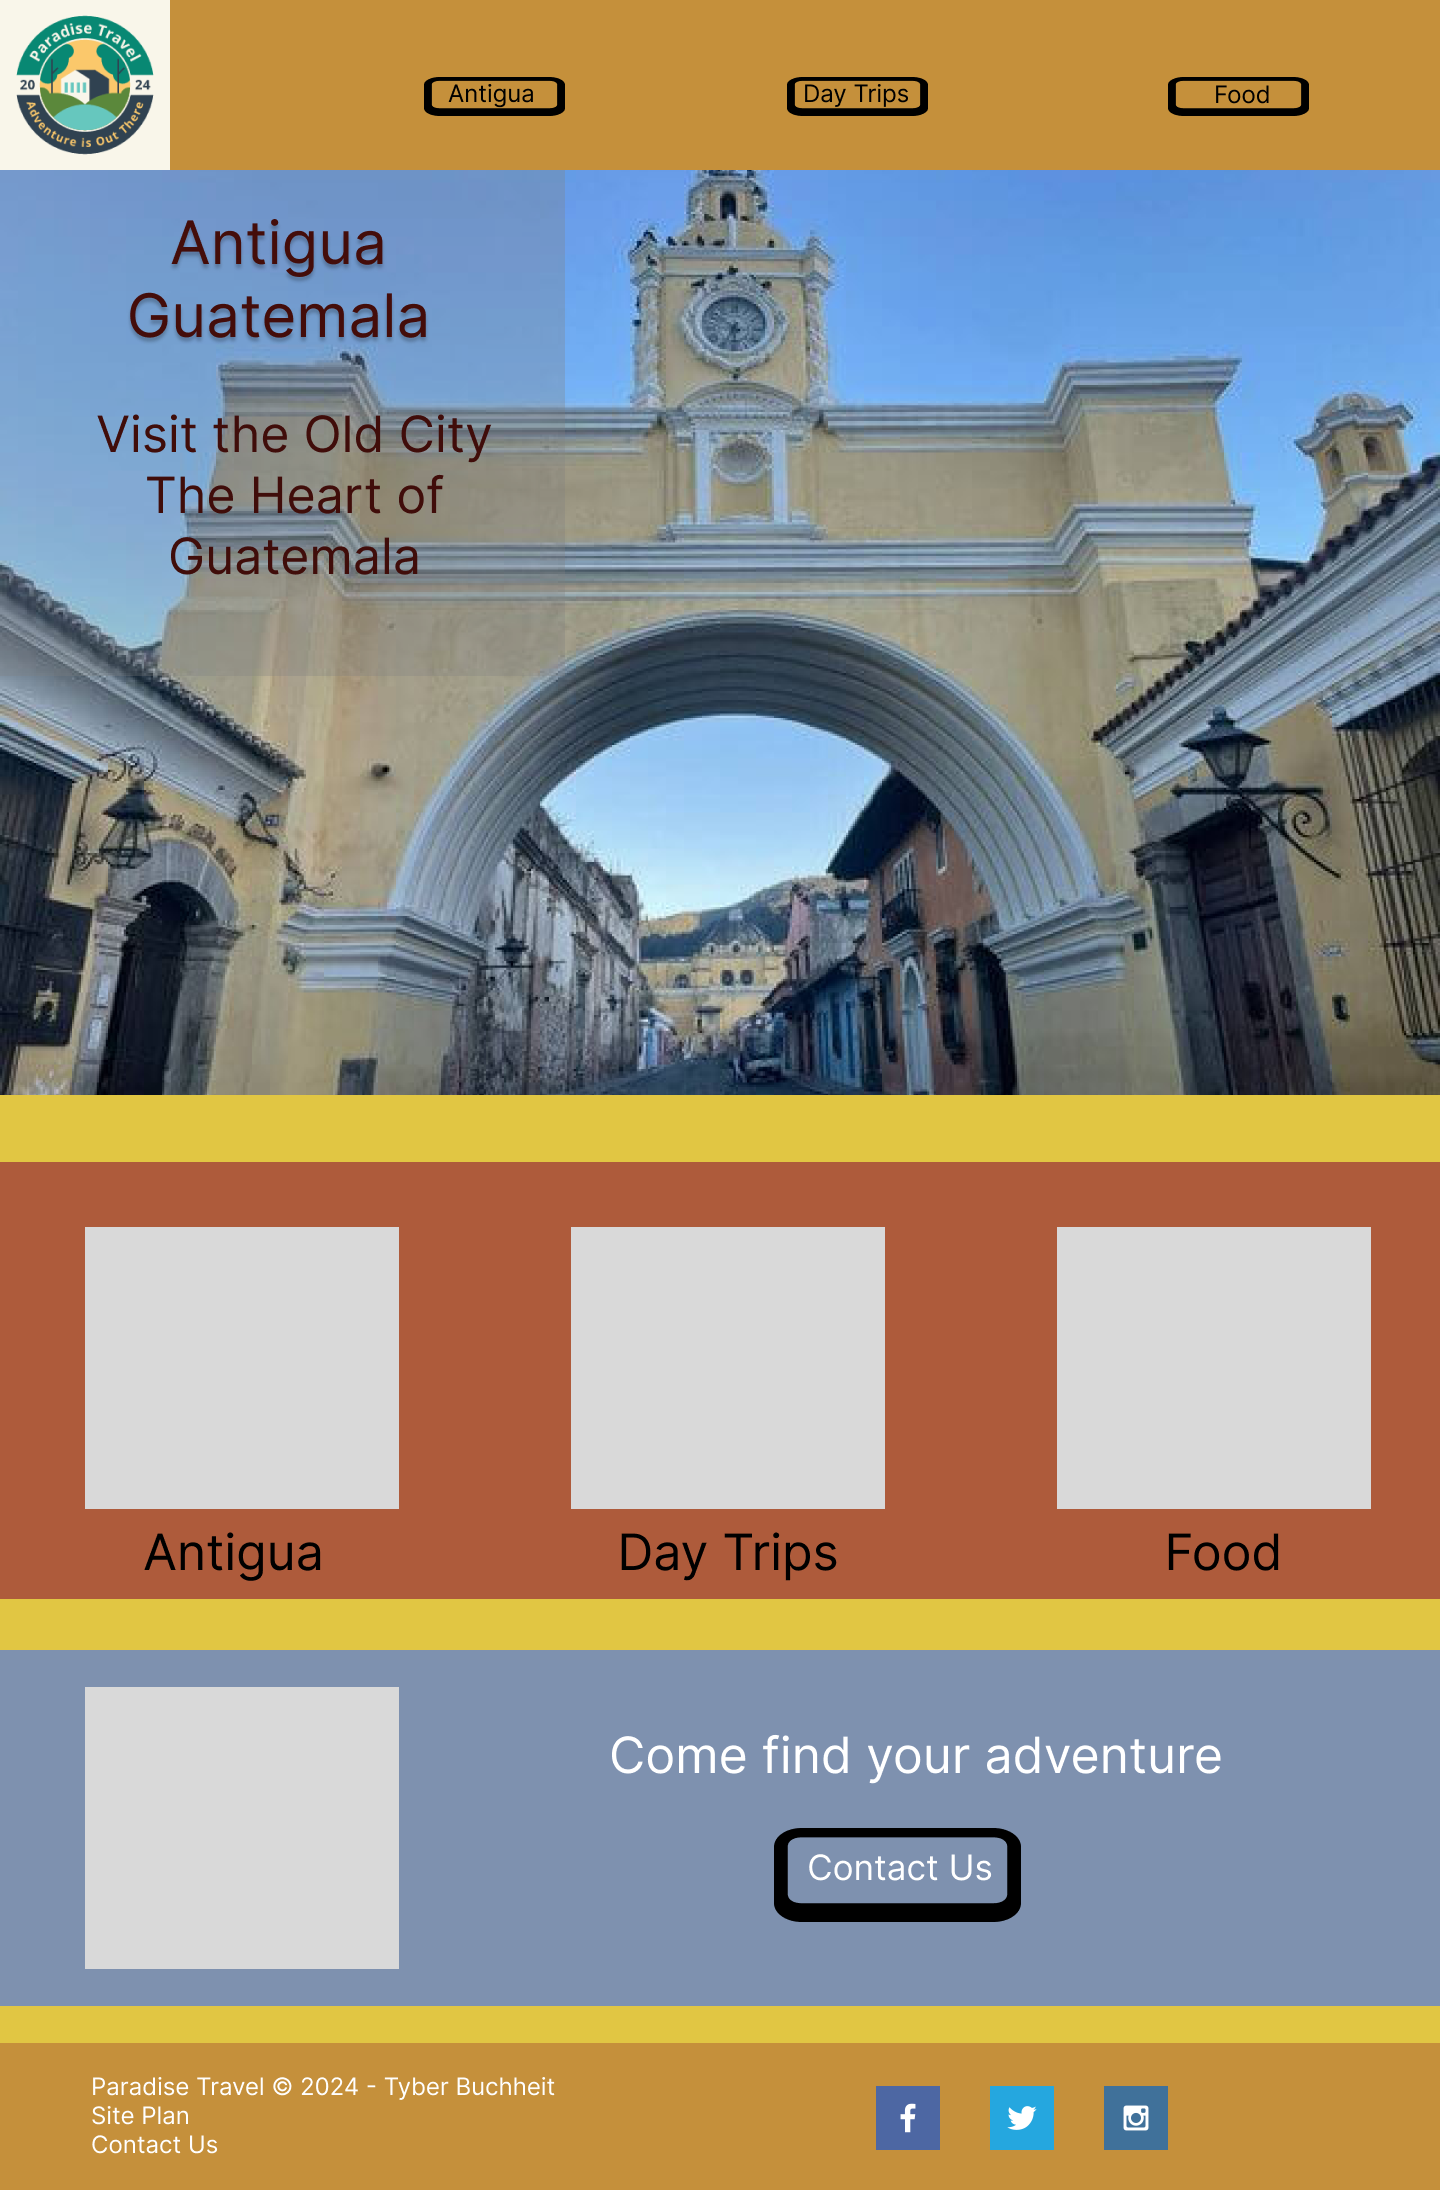 Paradise Travel
20 24
Adventure is Out There
Antigua
Day Trips
Food
Antigua
Guatemala
Visit the Old City
The Heart of
Guatemala
Antigua
Day Trips
Food
Come find your adventure
Contact Us
Paradise Travel © 2024 - Tyber Buchheit
Site Plan
Contact Us